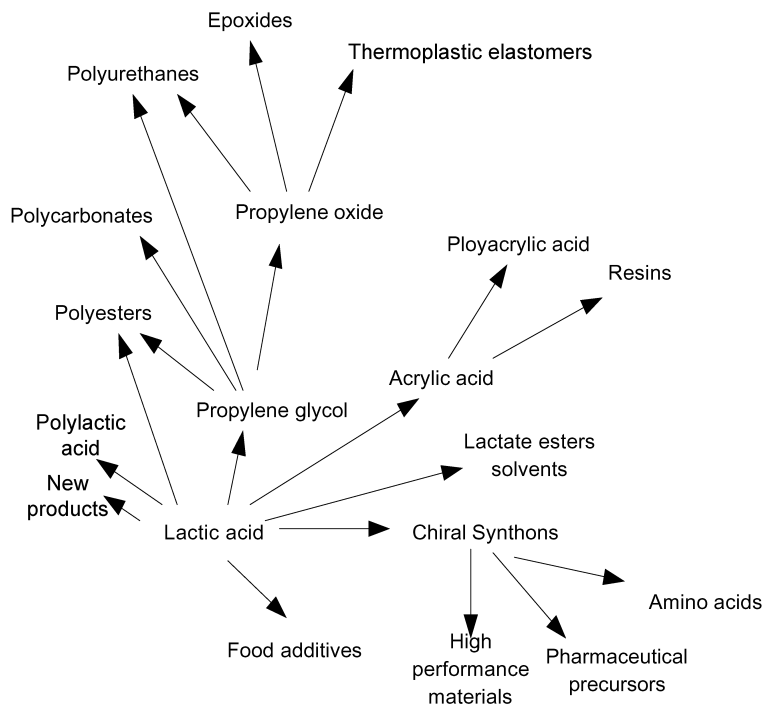 Epoxides
Thermoplastic elastomers
Polyurethanes
Polycarbonates
Propylene oxide
Ployacrylic acid
Resins
Polyesters
Acrylic acid
Propylene glycol
Polylactic
acid
Lactate esters
solvents
New
products
Lactic acid
Chiral Synthons
Amino acids
Food additives
High
performance
materials
Pharmaceutical
precursors